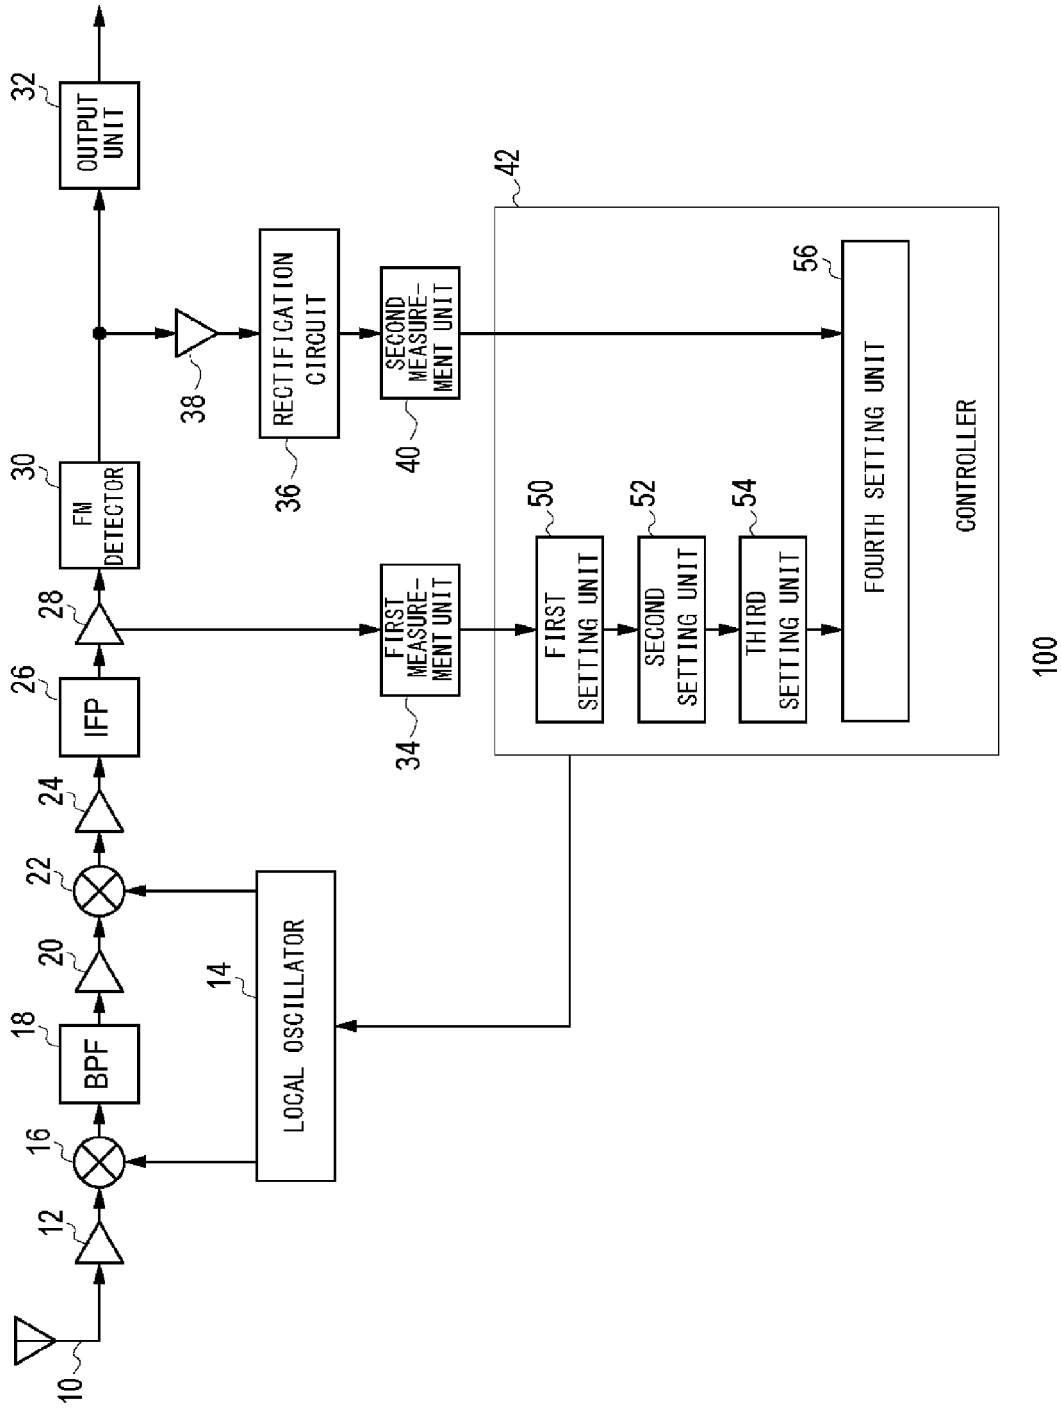 10
12
16
18
BPF
20
22
24
26
IFP
28
30
FM
DETECTOR
32
OUTPUT
UNIT
14
LOCAL OSCILLATOR
38
36
RECTIFICATION
CIRCUIT
34
FIRST
MEASURE-
MENT UNIT
40
SECOND
MEASURE-
MENT UNIT
42
50
FIRST
SETTING UNIT
52
SECOND
SETTING UNIT
54
THIRD
SETTING UNIT
56
FOURTH SETTING UNIT
CONTROLLER
100